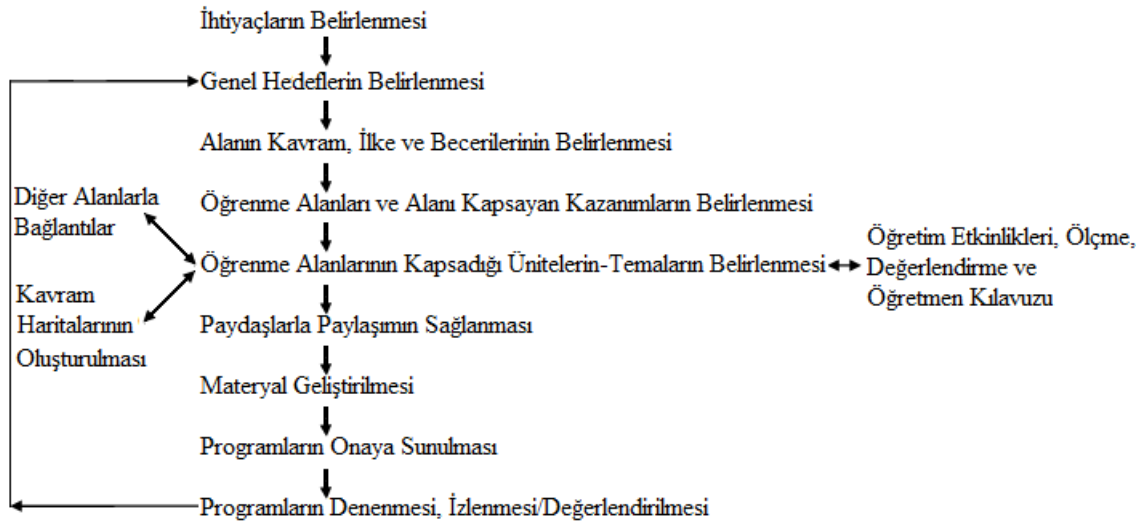 İhtiyaçların Belirlenmesi
Genel Hedeflerin Belirlenmesi
Alanın Kavram, İlke ve Becerilerinin Belirlenmesi
Öğrenme Alanları ve Alanı Kapsayan Kazanımların Belirlenmesi
Diğer Alanlarla
Bağlantılar
Öğrenme Alanlarının Kapsadığı Ünitelerin-Temaların Belirlenmesi
Öğretim Etkinlikleri, Ölçme,
Değerlendirme ve
Öğretmen Kılavuzu
Kavram
Haritalarının
Oluşturulması
Paydaşlarla Paylaşımın Sağlanması
Materyal Geliştirilmesi
Programların Onaya Sunulması
Programların Denenmesi, İzlenmesi/Değerlendirilmesi